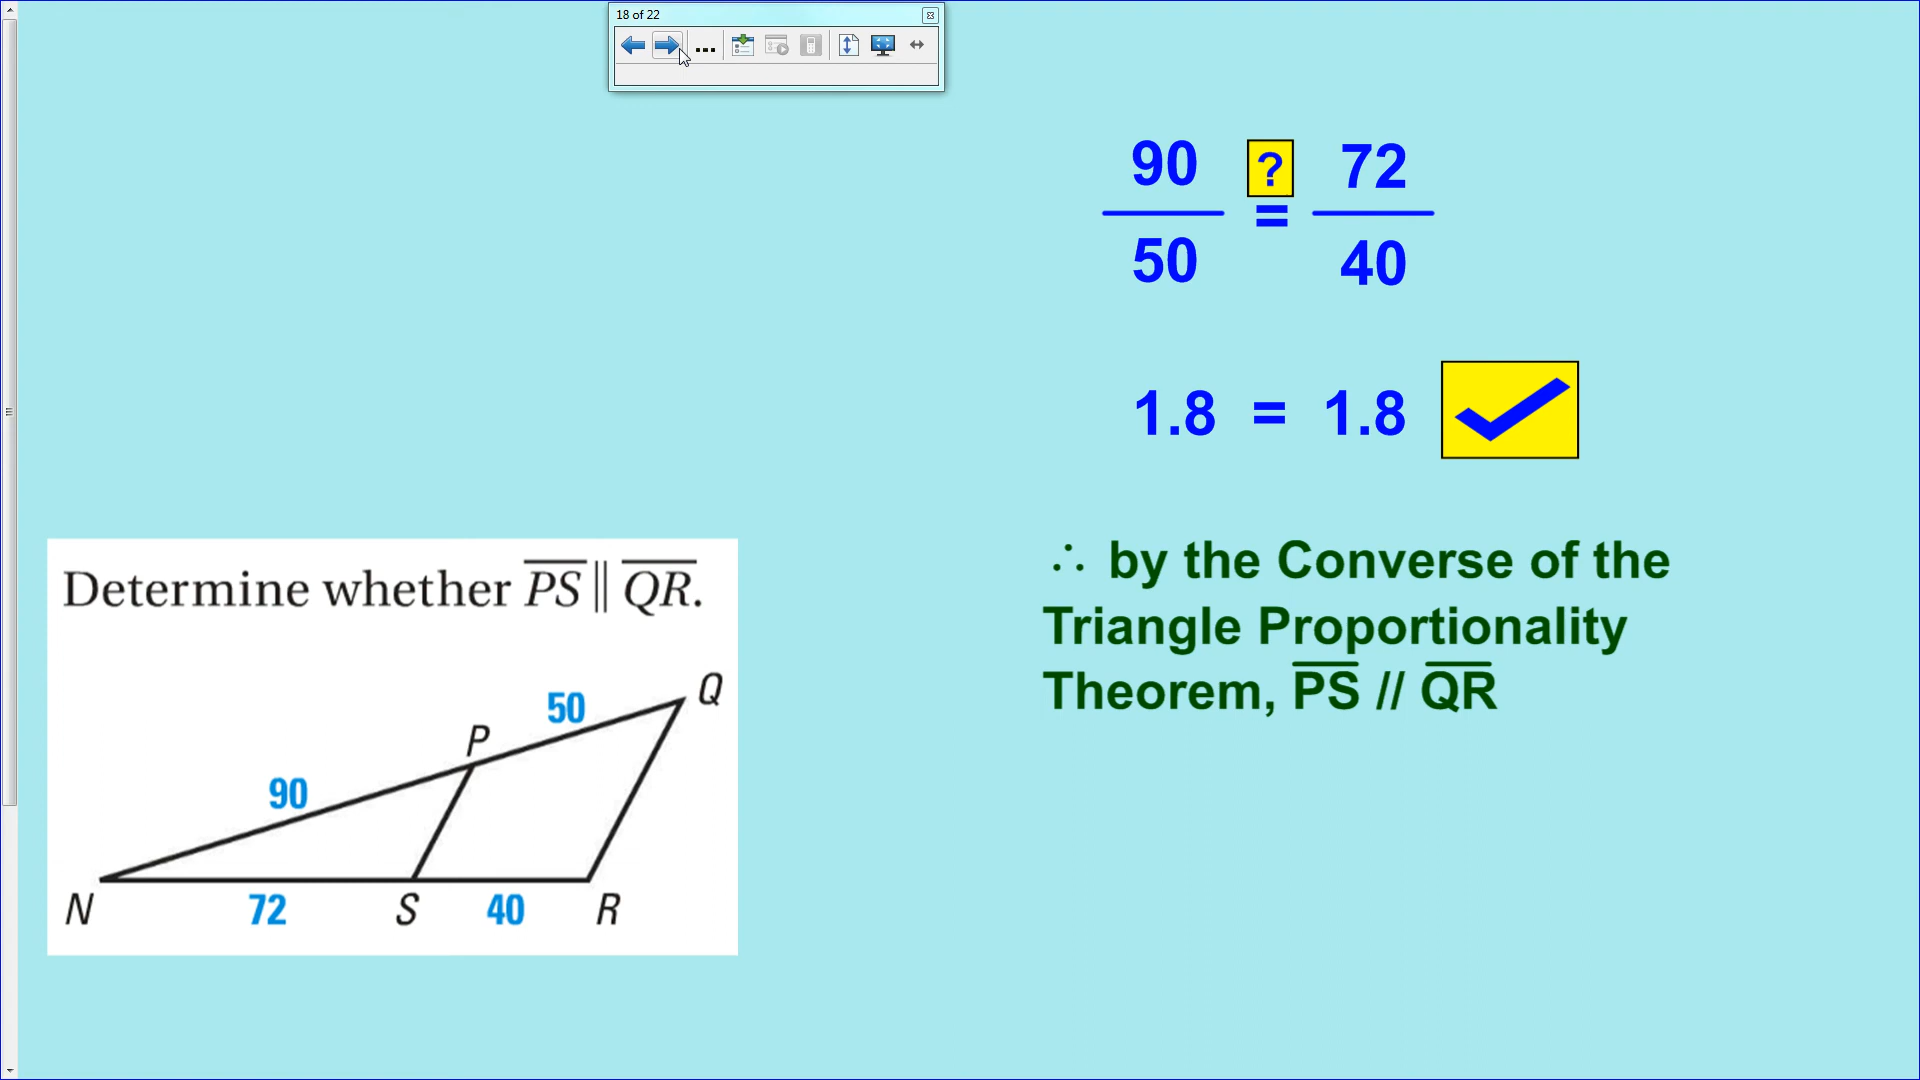 18 of 22
90 ? 72
=
50 40
1.8 = 1.8
∴ by the Converse of the
Triangle Proportionality
Theorem, PS // QR
Determine whether PS || QR.
Q
50
P
90
N 72 S 40 R